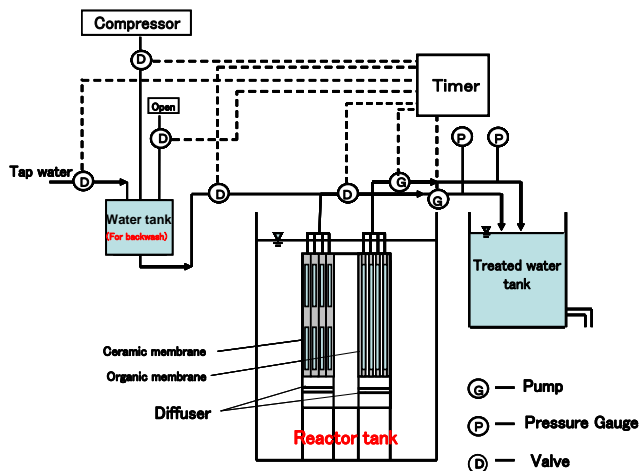 Compressor
D
Open
Timer
D
P
P
Tap water
D
D
D
G
G
Water tank
(For backwash)
Treated water
tank
Ceramic membrane
Organic membrane
Diffuser
Reactor tank
G — Pump
P — Pressure Gauge
D — Valve